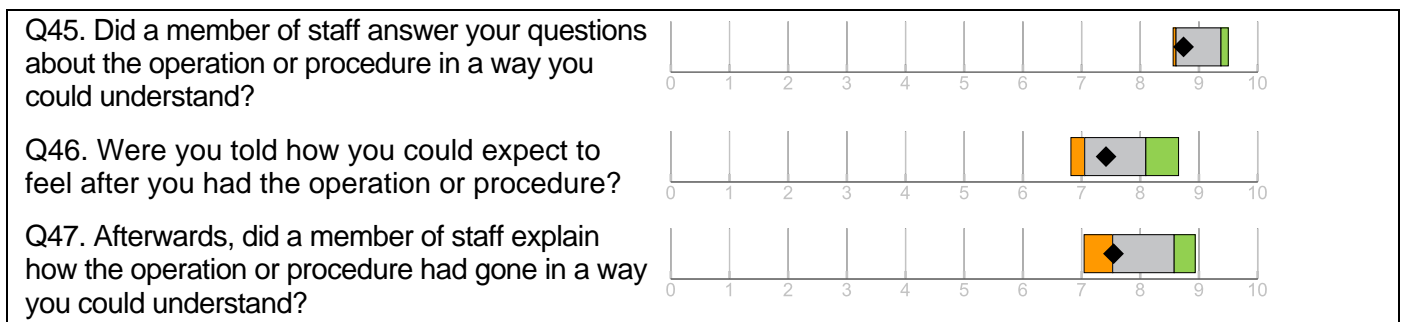 Q45. Did a member of staff answer your questions
about the operation or procedure in a way you
could understand?
0 1 2 3 4 5 6 7 8 9 10
Q46. Were you told how you could expect to
feel after you had the operation or procedure?
0 1 2 3 4 5 6 7 8 9 10
Q47. Afterwards, did a member of staff explain
how the operation or procedure had gone in a way
you could understand?
0 1 2 3 4 5 6 7 8 9 10